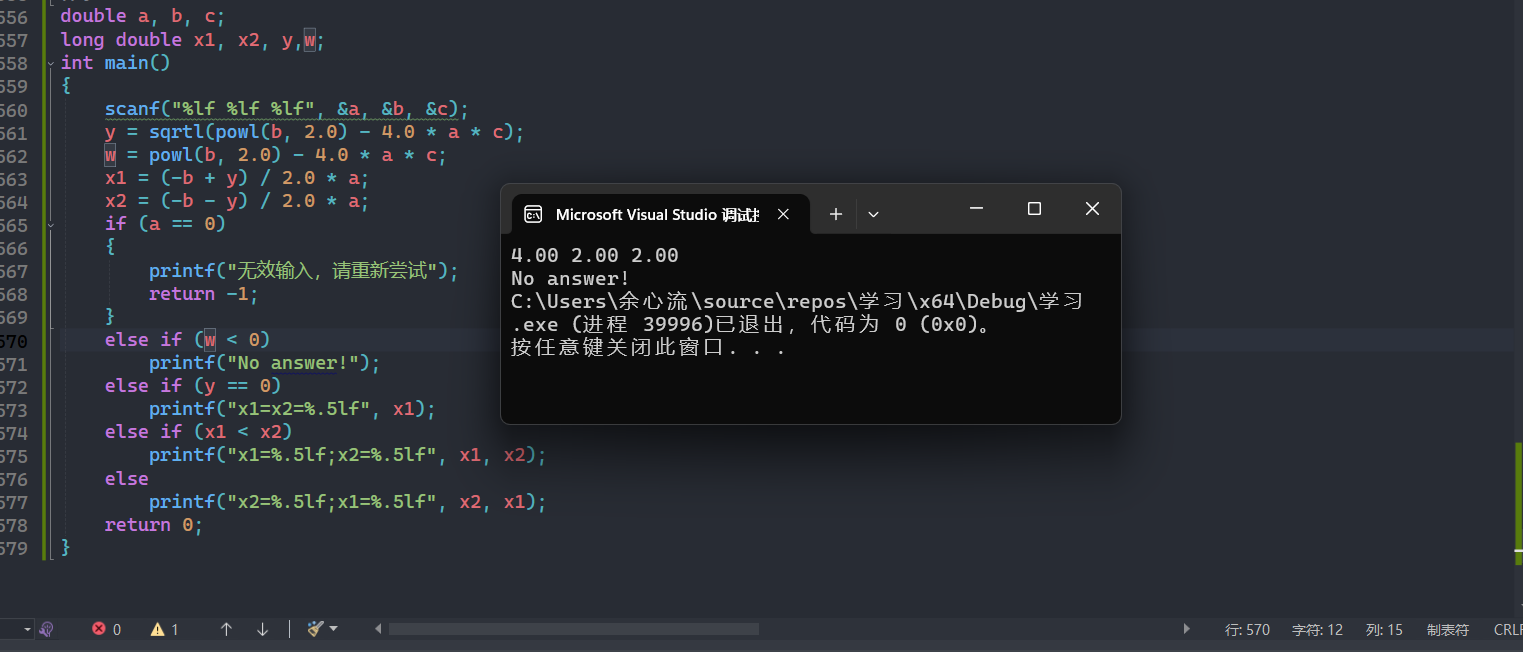 556 double a, b, c;
557 long double x1, x2, y,w;
558 int main()
559 {
560 scanf("%lf %lf %lf", &a, &b, &c);
561 y = sqrtl(powl(b, 2.0) - 4.0 * a * c);
562 w = powl(b, 2.0) - 4.0 * a * c;
563 x1 = (-b + y) / 2.0 * a;
564 x2 = (-b - y) / 2.0 * a;
565 if (a == 0)
566 {
567 printf("无效输入，请重新尝试");
568 return -1;
569 }
570 else if (w < 0)
571 printf("No answer!");
572 else if (y == 0)
573 printf("x1=x2=%.5lf", x1);
574 else if (x1 < x2)
575 printf("x1=%.5lf;x2=%.5lf", x1, x2);
576 else
577 printf("x2=%.5lf;x1=%.5lf", x2, x1);
578 return 0;
579 }
Microsoft Visual Studio 调试
4.00 2.00 2.00
No answer!
C:\Users\余心流\source\repos\学习\x64\Debug\学习
.exe (进程 39996)已退出，代码为 0 (0x0)。
按任意键关闭此窗口. . .
0 1 行: 570 字符: 12 列: 15 制表符 CRLF